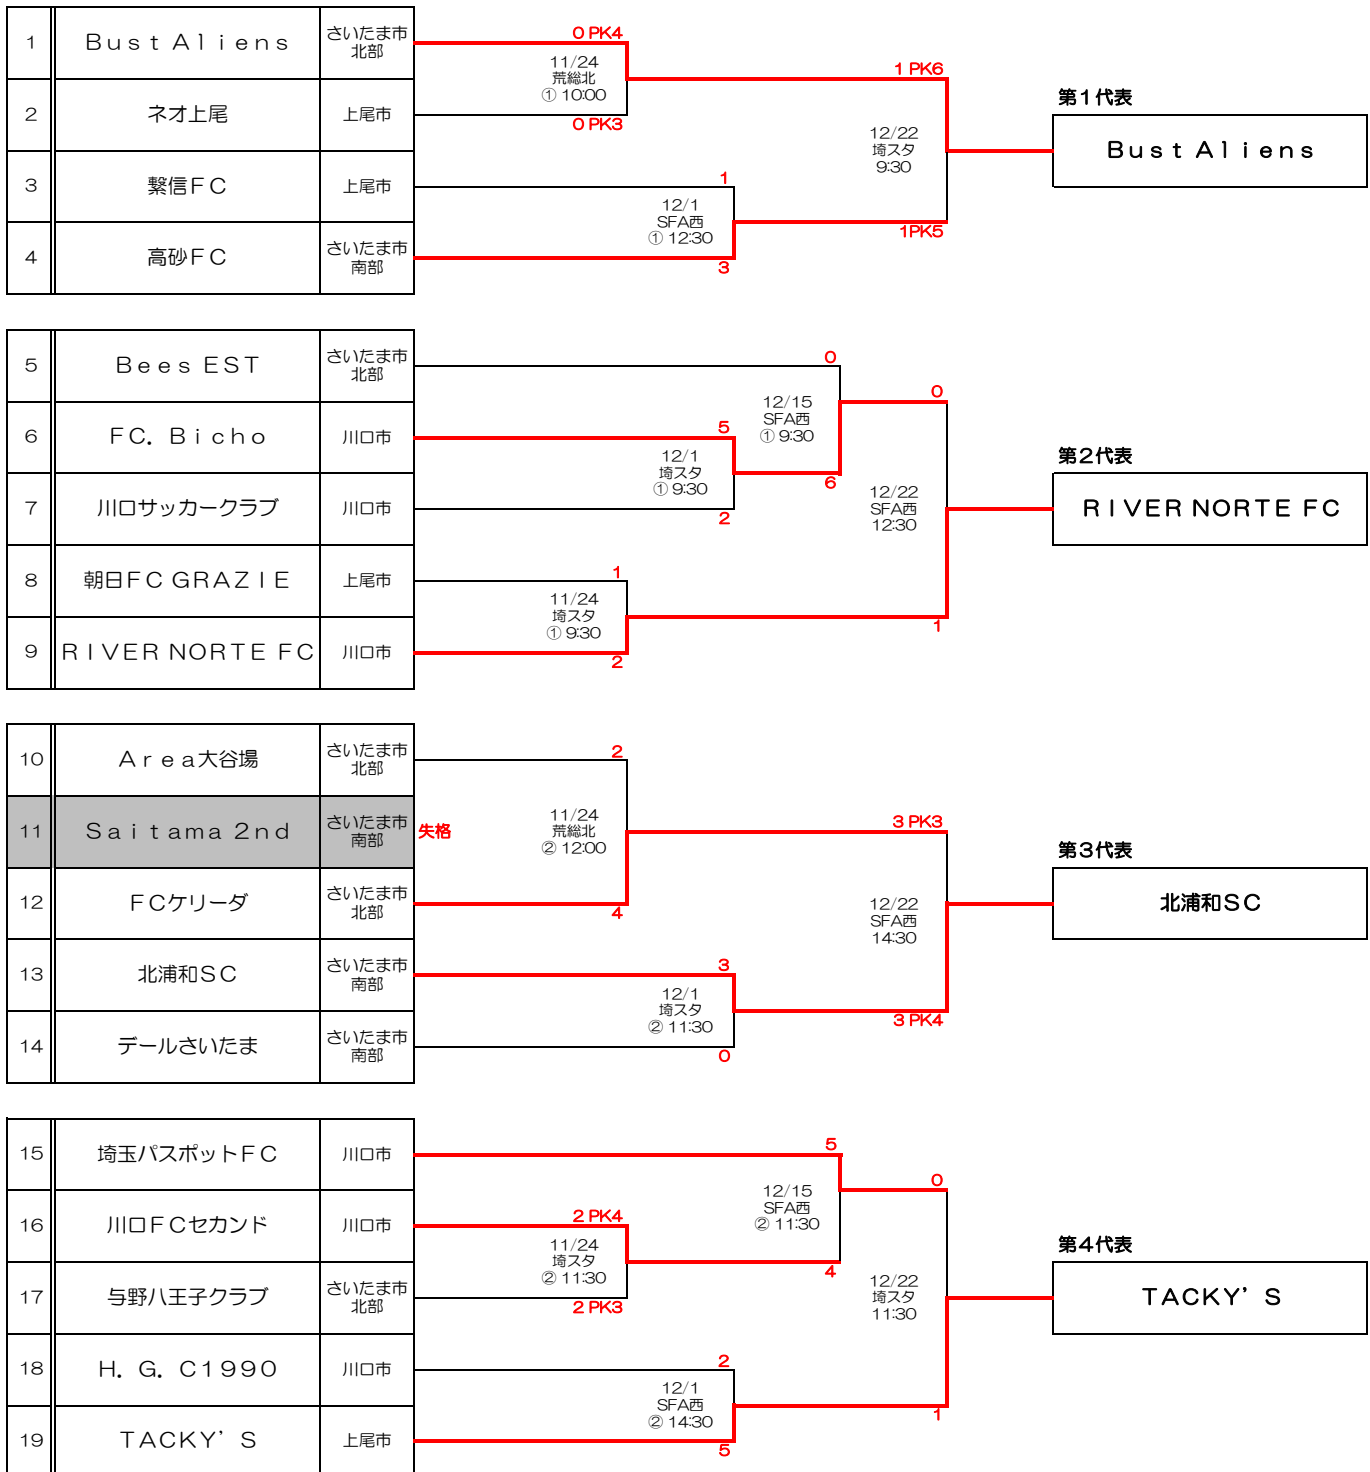 1 Bust Aliens さいたま市
北部
0 PK4
11/24
荒総北
① 10:00
2 ネオ上尾 上尾市
0 PK3
1 PK6
12/22
埼スタ
9:30
第1代表
Bust Aliens
3 繋信FC 上尾市
1
12/1
SFA西
① 12:30
4 高砂FC さいたま市
南部
3
1PK5
5 Bees EST さいたま市
北部
0
12/15
SFA西
① 9:30
0
6 FC. Bicho 川口市
5
12/1
埼スタ
① 9:30
6
7 川口サッカークラブ 川口市
2
12/22
SFA西
12:30
第2代表
RIVER NORTE FC
8 朝日FC GRAZIE 上尾市
1
11/24
埼スタ
① 9:30
9 RIVER NORTE FC 川口市
2
1
10 Area大谷場 さいたま市
北部
2
11 Saitama 2nd さいたま市
南部
失格
11/24
荒総北
② 12:00
3 PK3
12 FCケリーダ さいたま市
北部
4
12/22
SFA西
14:30
第3代表
北浦和SC
13 北浦和SC さいたま市
南部
3
12/1
埼スタ
② 11:30
3 PK4
14 デールさいたま さいたま市
南部
0
15 埼玉パスポットFC 川口市
5
12/15
SFA西
② 11:30
0
16 川口FCセカンド 川口市
2 PK4
11/24
埼スタ
② 11:30
4
17 与野八王子クラブ さいたま市
北部
2 PK3
12/22
埼スタ
11:30
第4代表
TACKY'S
18 H. G. C1990 川口市
2
12/1
SFA西
② 14:30
1
19 TACKY'S 上尾市
5